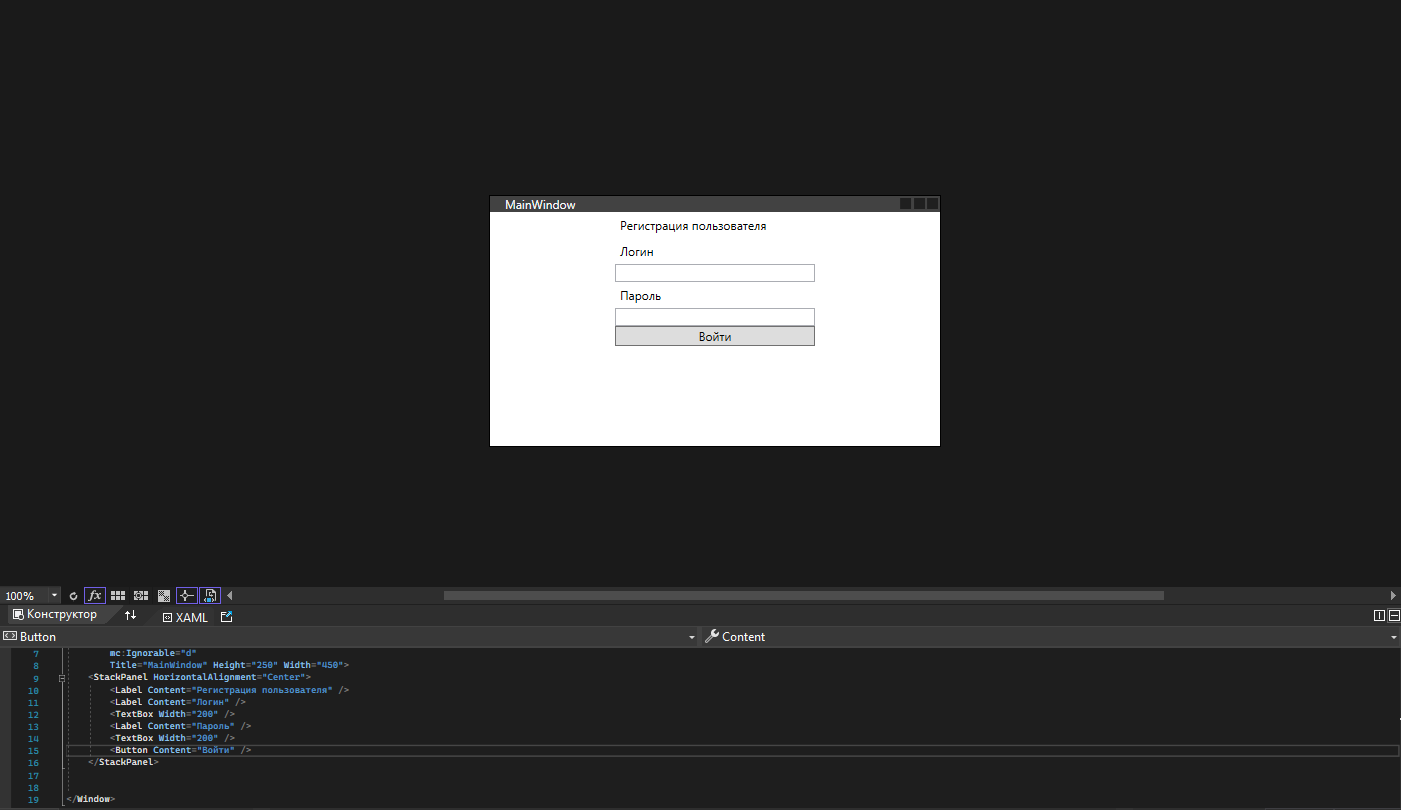 MainWindow
Регистрация пользователя
Логин
Пароль
Войти
100%
fx
Конструктор
XAML
Button
Content
7 mc:Ignorable="d"
8 Title="MainWindow" Height="250" Width="450">
9 <StackPanel HorizontalAlignment="Center">
10 <Label Content="Регистрация пользователя" />
11 <Label Content="Логин" />
12 <TextBox Width="200" />
13 <Label Content="Пароль" />
14 <TextBox Width="200" />
15 <Button Content="Войти" />
16 </StackPanel>
17
18
19 </Window>